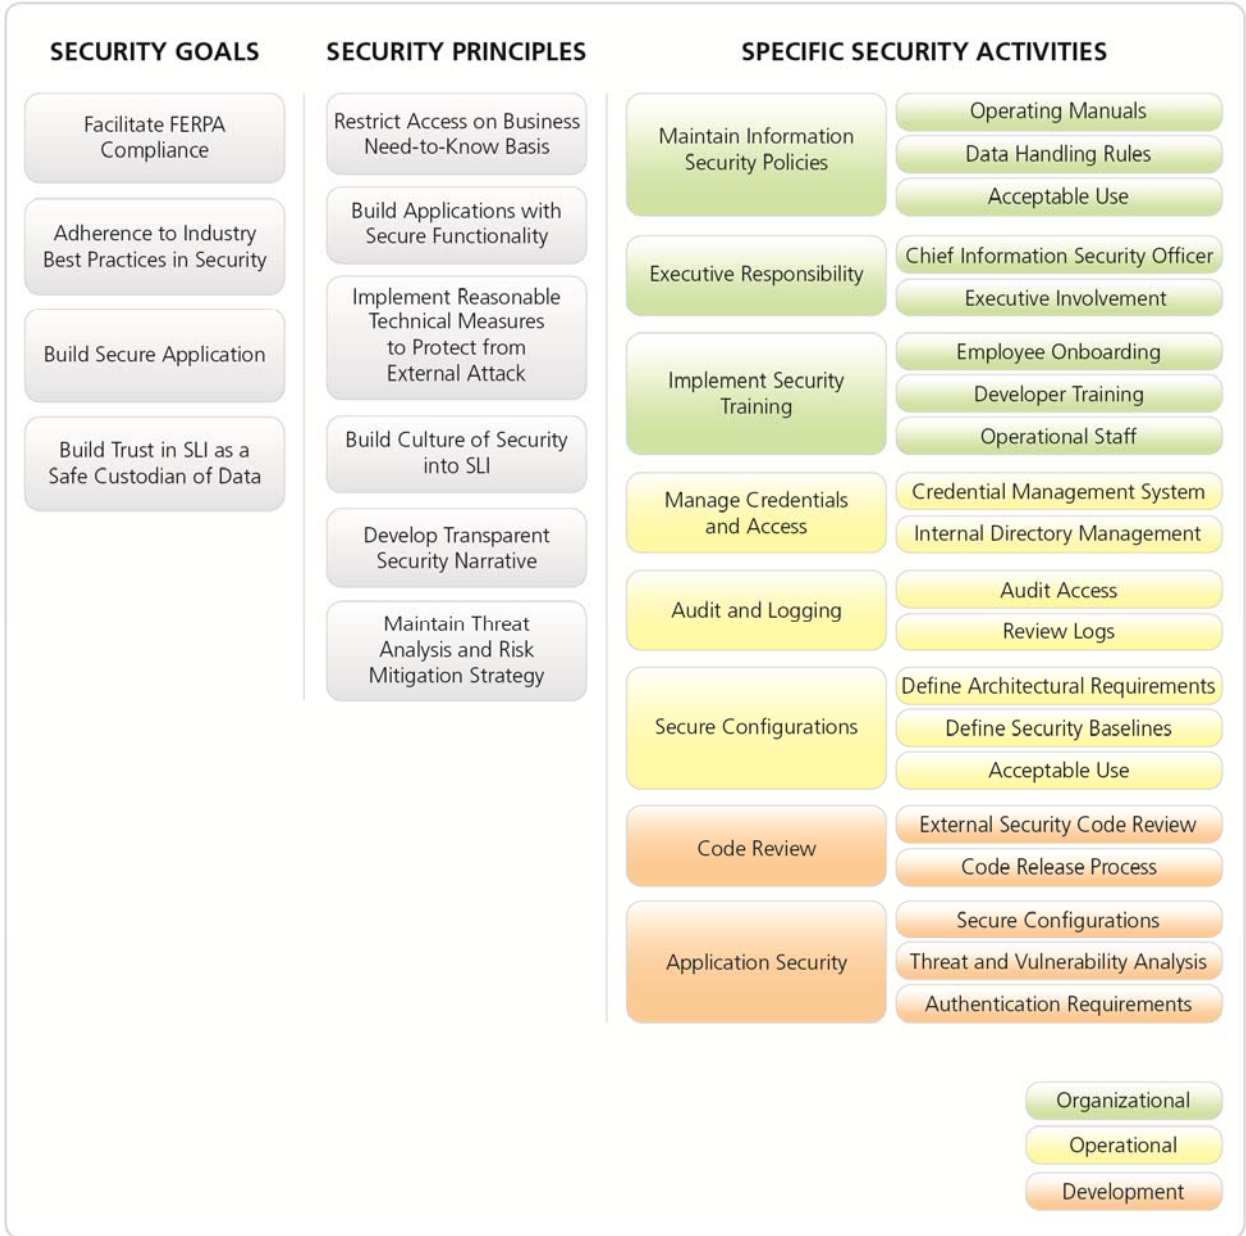 SECURITY GOALS
Facilitate FERPA
Compliance
Adherence to Industry
Best Practices in Security
Build Secure Application
Build Trust in SLI as a
Safe Custodian of Data
SECURITY PRINCIPLES
Restrict Access on Business
Need-to-Know Basis
Build Applications with
Secure Functionality
Implement Reasonable
Technical Measures
to Protect from
External Attack
Build Culture of Security
into SLI
Develop Transparent
Security Narrative
Maintain Threat
Analysis and Risk
Mitigation Strategy
SPECIFIC SECURITY ACTIVITIES
Maintain Information
Security Policies
Operating Manuals
Data Handling Rules
Acceptable Use
Executive Responsibility
Chief Information Security Officer
Executive Involvement
Implement Security
Training
Employee Onboarding
Developer Training
Operational Staff
Manage Credentials
and Access
Credential Management System
Internal Directory Management
Audit and Logging
Audit Access
Review Logs
Secure Configurations
Define Architectural Requirements
Define Security Baselines
Acceptable Use
Code Review
External Security Code Review
Code Release Process
Application Security
Secure Configurations
Threat and Vulnerability Analysis
Authentication Requirements
Organizational
Operational
Development